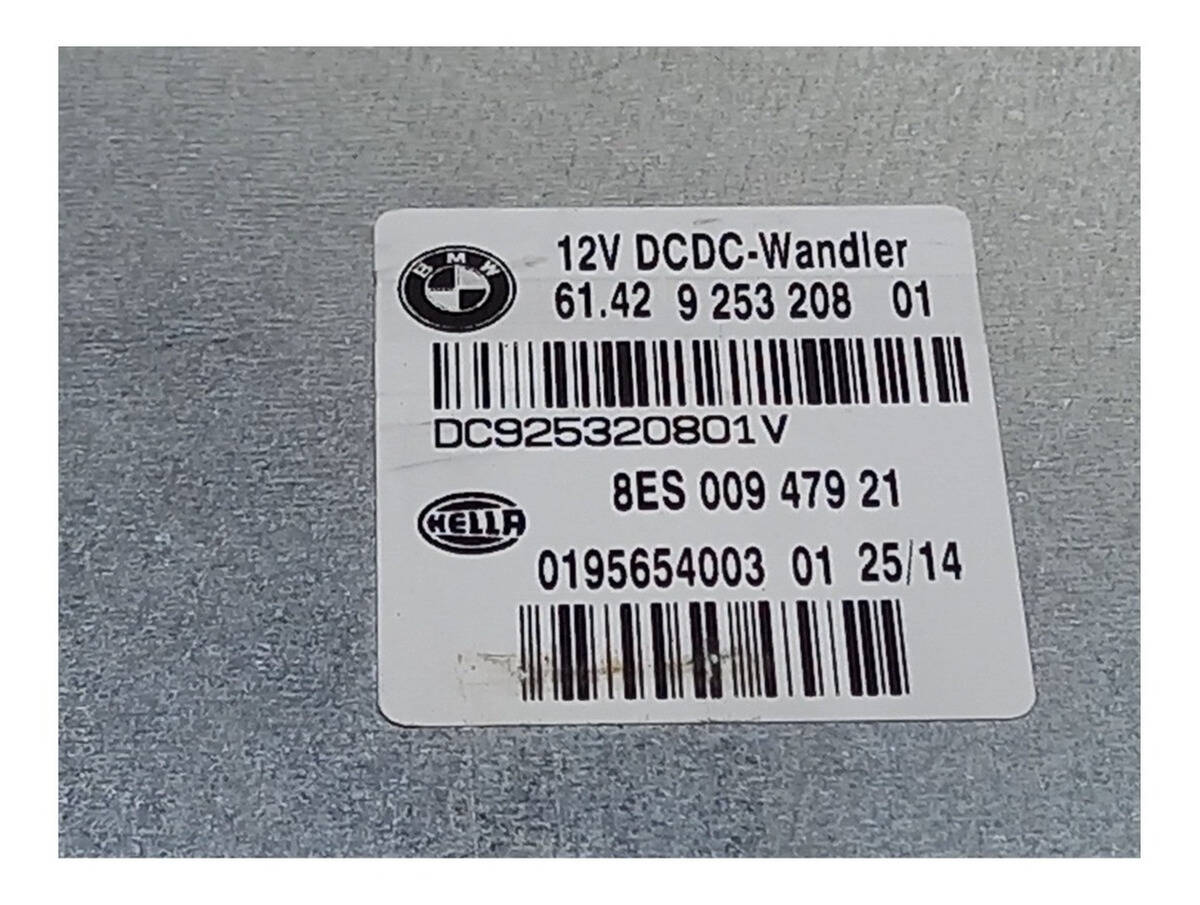 BMW
12V DCDC-Wandler
61.42 9 253 208 01
DC925320801V
8ES 009 479 21
HELLA
0195654003 01 25/14